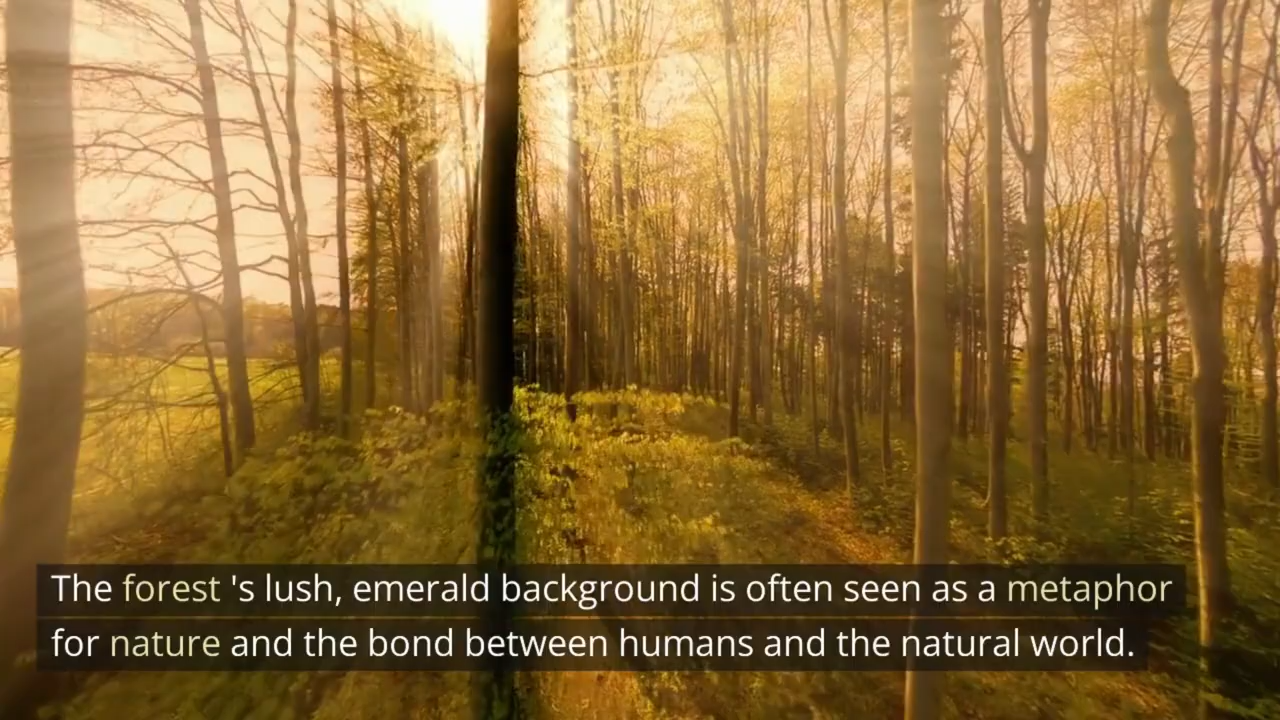 The forest 's lush, emerald background is often seen as a metaphor
for nature and the bond between humans and the natural world.